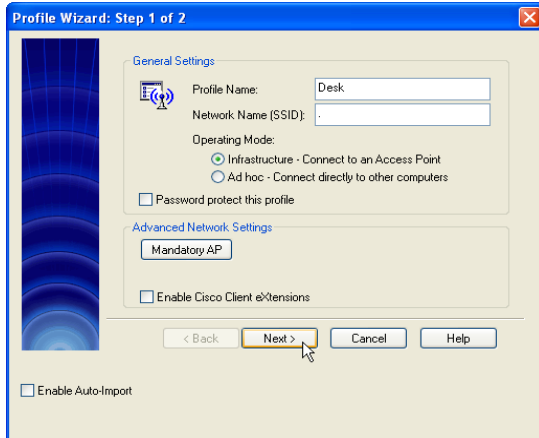 Profile Wizard: Step 1 of 2
General Settings
Profile Name: Desk
Network Name (SSID): .
Operating Mode:
Infrastructure - Connect to an Access Point
Ad hoc - Connect directly to other computers
Password protect this profile
Advanced Network Settings
Mandatory AP
Enable Cisco Client eXtensions
< Back Next > Cancel Help
Enable Auto-Import